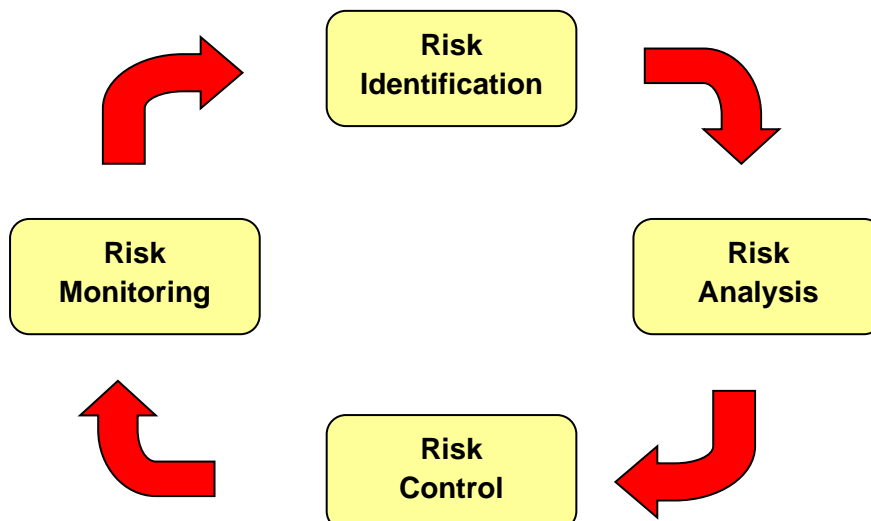 Risk
Identification
Risk
Analysis
Risk
Control
Risk
Monitoring